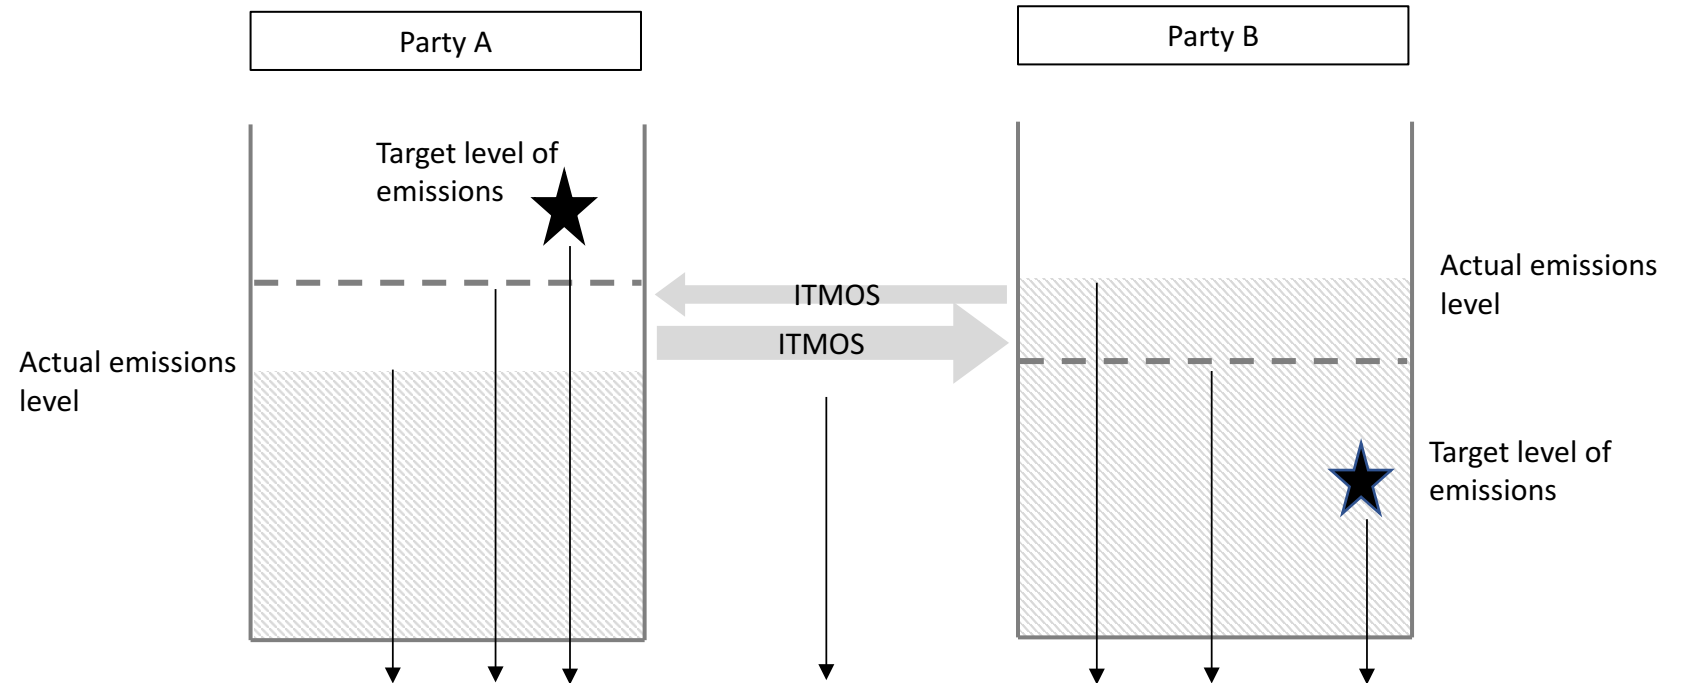 Party A
Party B
Target level of
emissions
Actual emissions
level
ITMOS
ITMOS
Actual emissions
level
Target level of
emissions